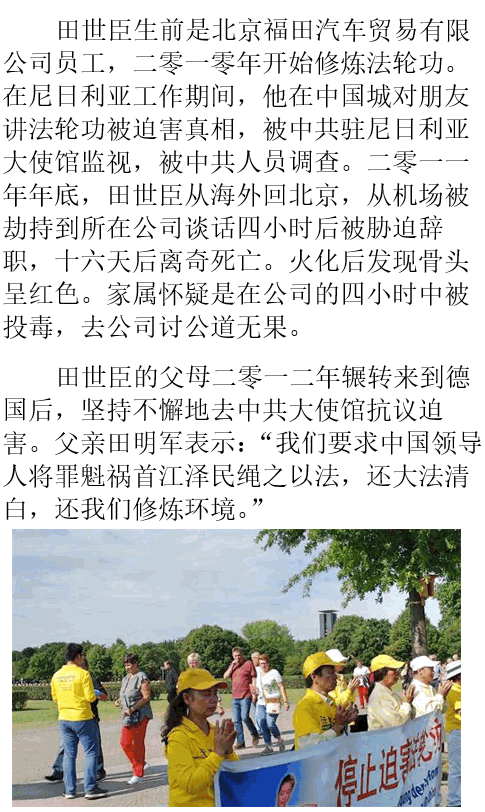 田世臣生前是北京福田汽车贸易有限
公司员工，二零一零年开始修炼法轮功。
在尼日利亚工作期间，他在中国城对朋友
讲法轮功被迫害真相，被中共驻尼日利亚
大使馆监视，被中共人员调查。二零一一
年年底，田世臣从海外回北京，从机场被
劫持到所在公司谈话四小时后被胁迫辞
职，十六天后离奇死亡。火化后发现骨头
呈红色。家属怀疑是在公司的四小时中被
投毒，去公司讨公道无果。
田世臣的父母二零一二年辗转来到德
国后，坚持不懈地去中共大使馆抗议迫
害。父亲田明军表示：“我们要求中国领导
人将罪魁祸首江泽民绳之以法，还大法清
白，还我们修炼环境。”
停止迫害法轮